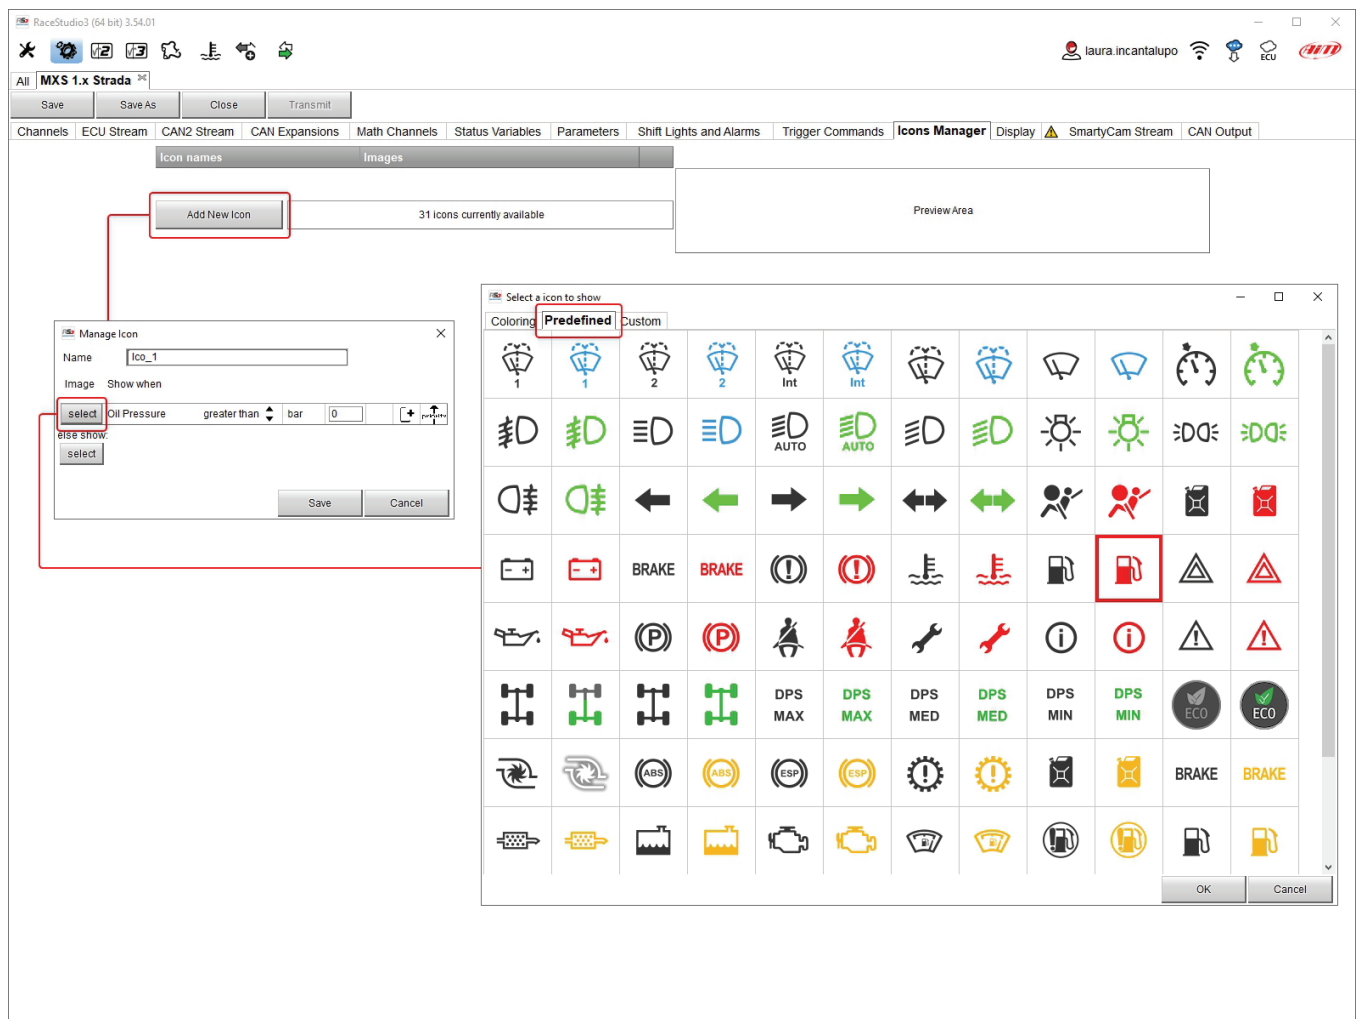 RaceStudio3 (64 bit) 3.54.01
laura.incantalupo
ECU
AiM
All MXS 1.x Strada
Save Save As Close Transmit
Channels ECU Stream CAN2 Stream CAN Expansions Math Channels Status Variables Parameters Shift Lights and Alarms Trigger Commands Icons Manager Display SmartyCam Stream CAN Output
Icon names Images
Add New Icon 31 icons currently available Preview Area
Select a icon to show
Coloring Predefined Custom
Manage Icon
Name Ico_1
Image Show when
select Oil Pressure greater than bar 0
else show:
select
Save Cancel
1 1 2 2 Int Int
AUTO AUTO
BRAKE BRAKE
P P
DPS MAX DPS MAX DPS MED DPS MED DPS MIN DPS MIN ECO ECO
ABS ABS ESP ESP BRAKE BRAKE
OK Cancel